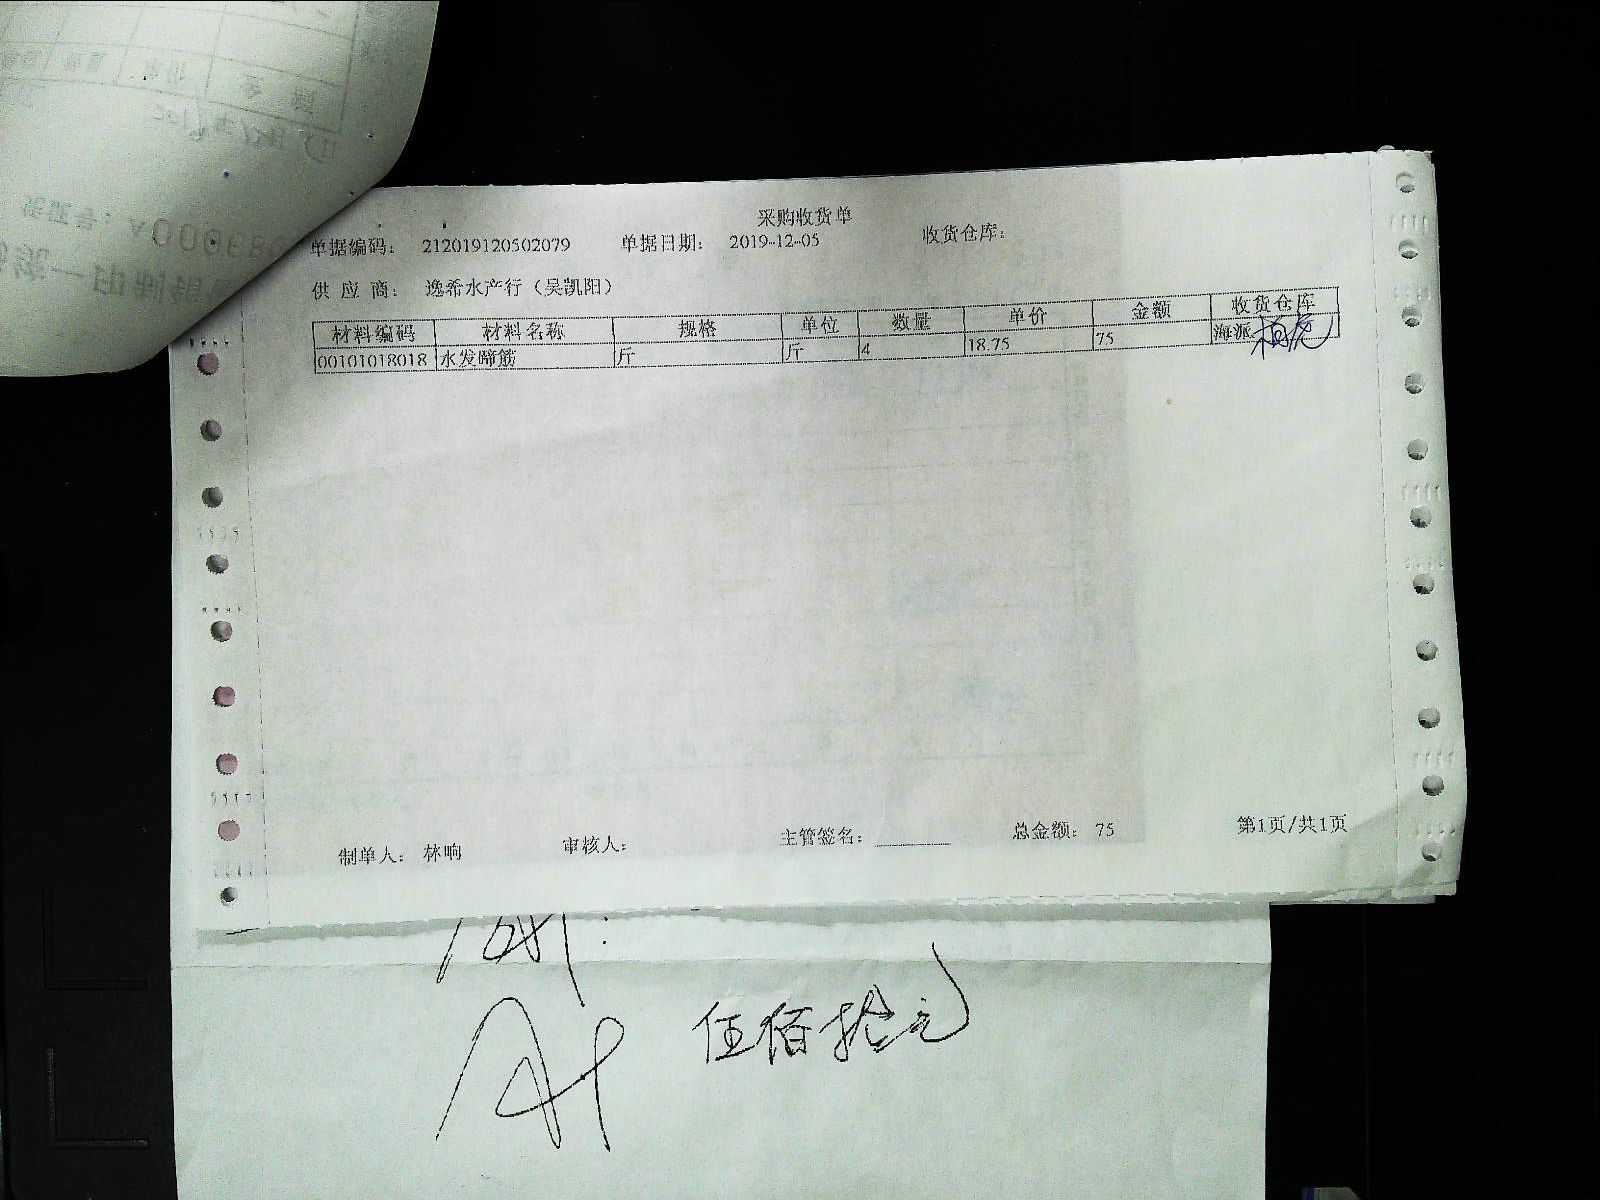 采购收货单
单据编码: 212019120502079 单据日期: 2019-12-05 收货仓库:
供 应 商: 逸希水产行（吴凯阳）
材料编码 材料名称 规格 单位 数量 单价 金额 收货仓库
00101018018 水发啼筋 斤 斤 4 18.75 75 海派
制单人: 林晌 审核人: 主管签名: 总金额: 75 第1页/共1页
伍佰拾元